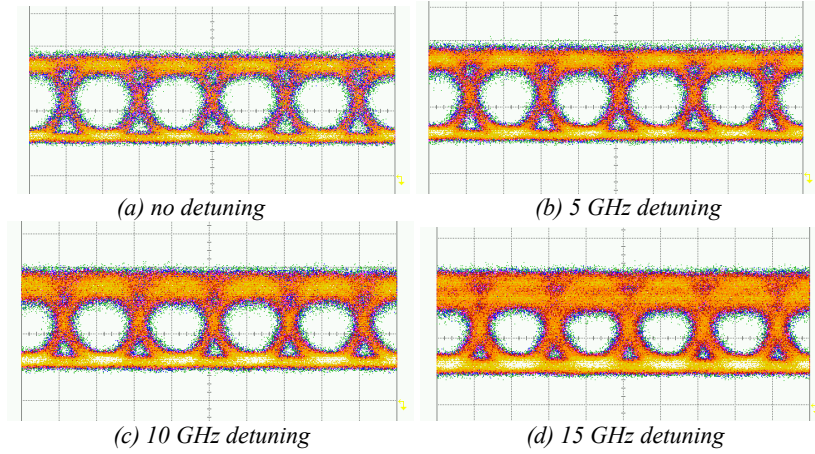 (a) no detuning
(b) 5 GHz detuning
(c) 10 GHz detuning
(d) 15 GHz detuning